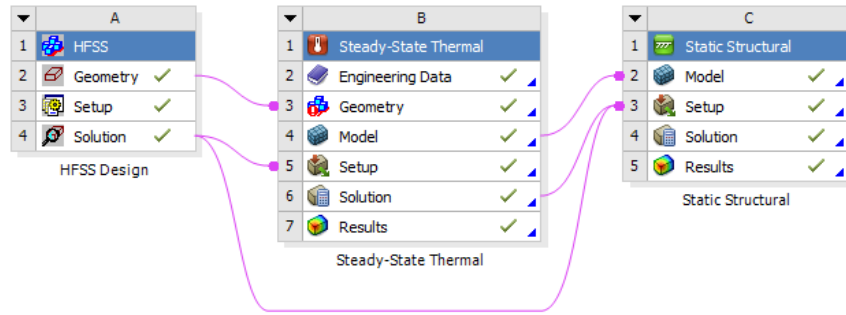 A
1 HFSS
2 Geometry
3 Setup
4 Solution
HFSS Design
B
1 Steady-State Thermal
2 Engineering Data
3 Geometry
4 Model
5 Setup
6 Solution
7 Results
Steady-State Thermal
C
1 Static Structural
2 Model
3 Setup
4 Solution
5 Results
Static Structural